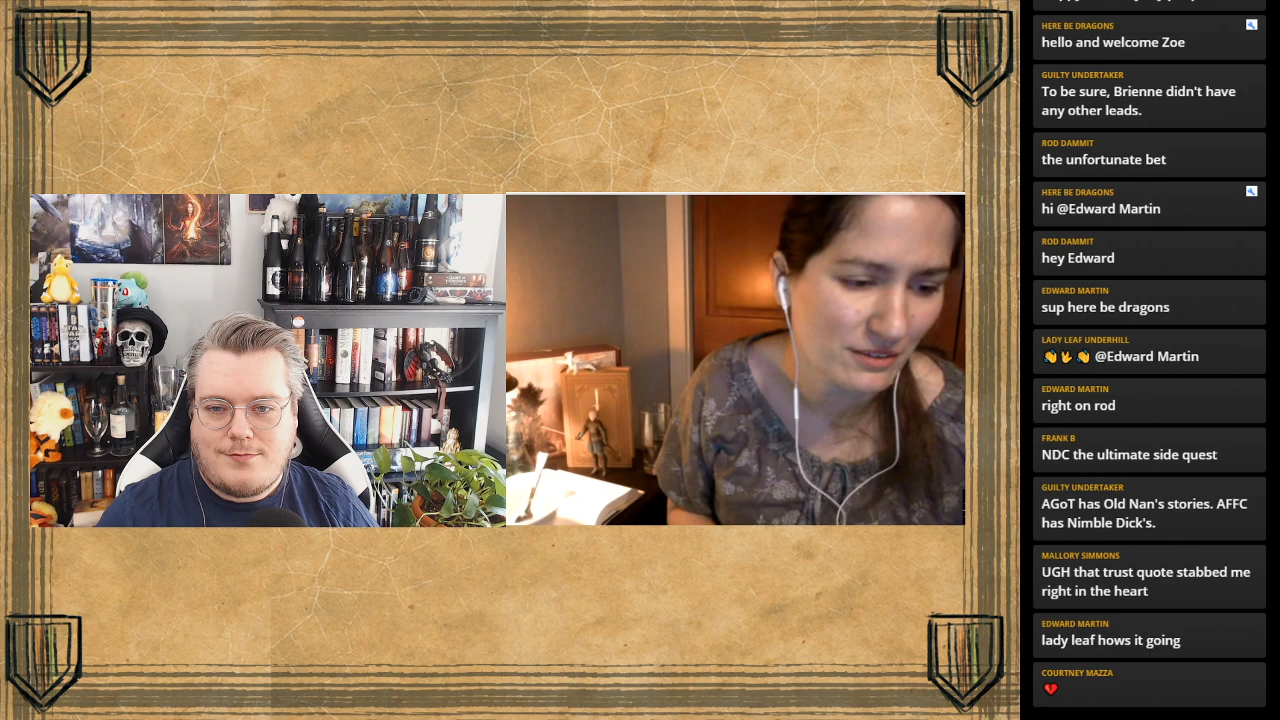 HERE BE DRAGONS
hello and welcome Zoe
GUILTY UNDERTAKER
To be sure, Brienne didn't have
any other leads.
ROD DAMMIT
the unfortunate bet
HERE BE DRAGONS
hi @Edward Martin
ROD DAMMIT
hey Edward
EDWARD MARTIN
sup here be dragons
LADY LEAF UNDERHILL
👏🤟👏 @Edward Martin
EDWARD MARTIN
right on rod
FRANK B
NDC the ultimate side quest
GUILTY UNDERTAKER
AGoT has Old Nan's stories. AFFC
has Nimble Dick's.
MALLORY SIMMONS
UGH that trust quote stabbed me
right in the heart
EDWARD MARTIN
lady leaf hows it going
COURTNEY MAZZA
💔